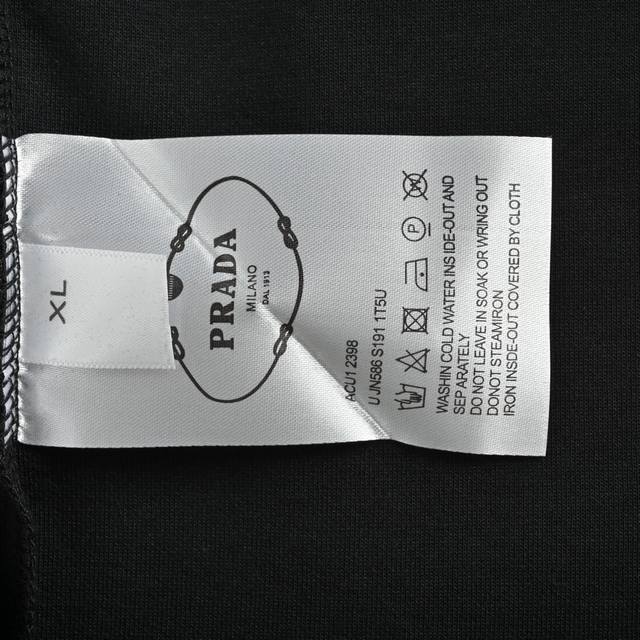 XL
PRADA
MILANO
DAL 1913
ACU1 2398
UJN586 S191 1T5U
P
WASHIN COLD WATER INS IDE-OUT AND
SEP ARATELY
DO NOT LEAVE IN SOAK OR WRING OUT
DONOT STEAMIRON
IRON INSDE-OUT COVERED BY CLOTH